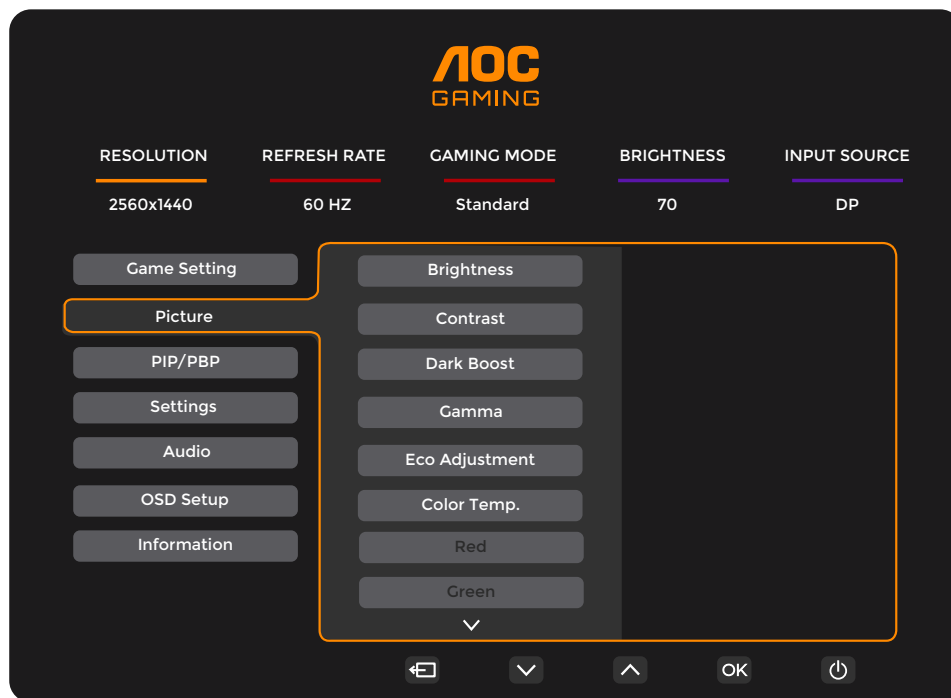 AOC
GAMING
RESOLUTION REFRESH RATE GAMING MODE BRIGHTNESS INPUT SOURCE
2560x1440 60 HZ Standard 70 DP
Game Setting
Picture
PIP/PBP
Settings
Audio
OSD Setup
Information
Brightness
Contrast
Dark Boost
Gamma
Eco Adjustment
Color Temp.
Red
Green
OK